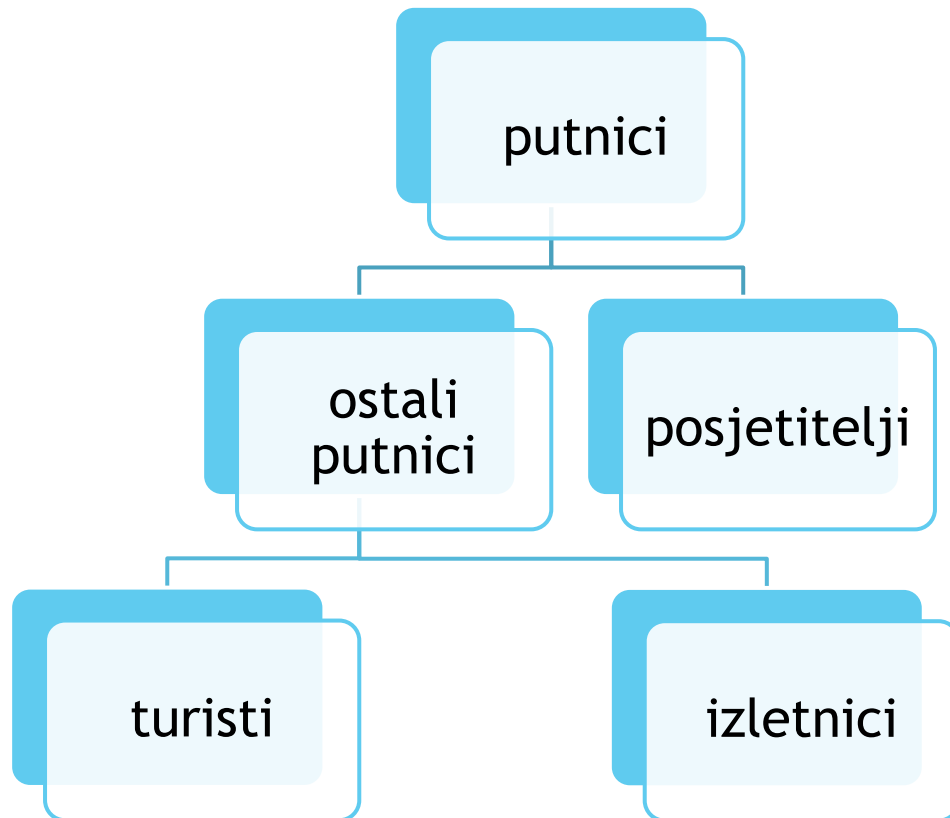 putnici
ostali
putnici
posjetitelji
turisti
izletnici